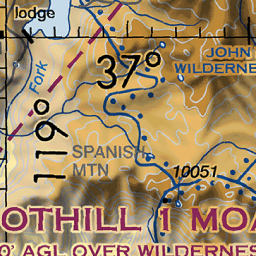 lodge
37°
JOHN
WILDERNE
Fork
119°
SPANISH
MTN
10051
OTHILL 1 MOA
0' AGL OVER WILDERNES